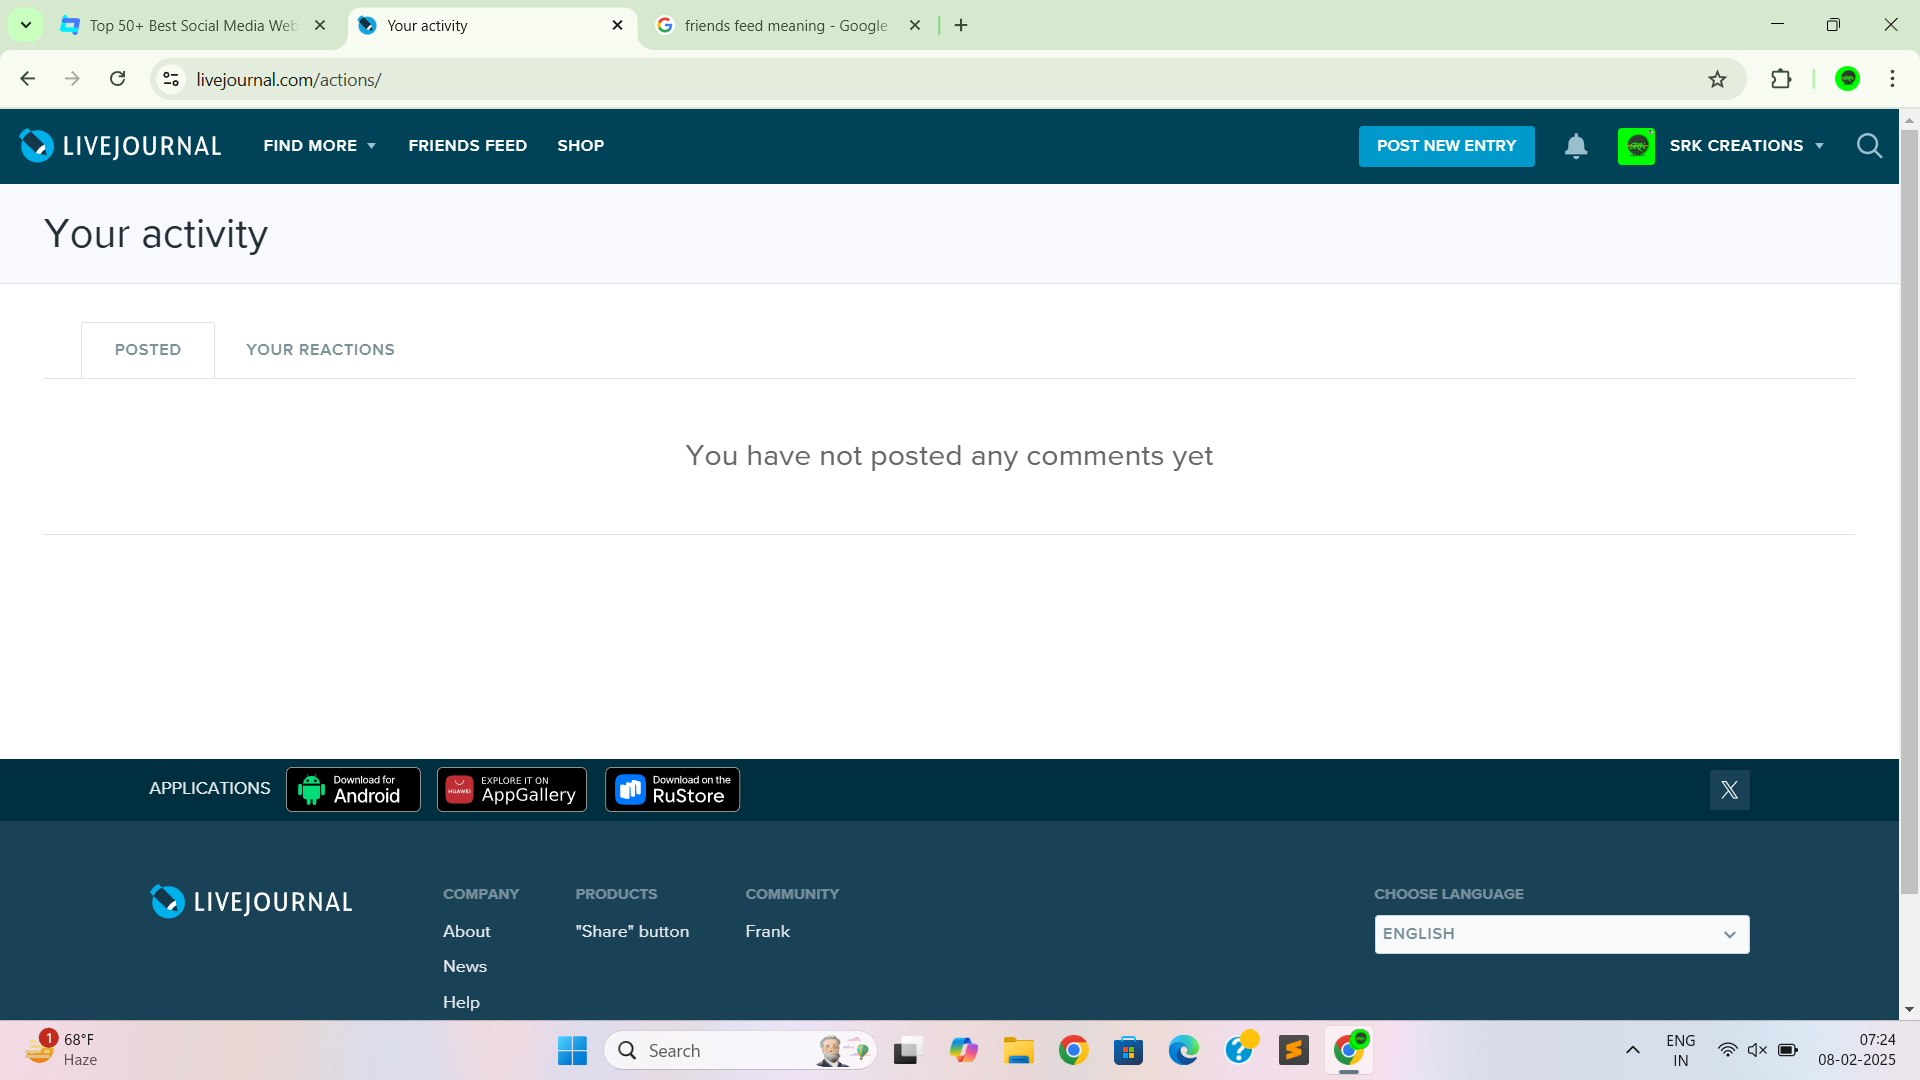 Top 50+ Best Social Media Web
Your activity
friends feed meaning - Google
livejournal.com/actions/
LIVEJOURNAL
FIND MORE
FRIENDS FEED
SHOP
POST NEW ENTRY
SRK CREATIONS
Your activity
POSTED
YOUR REACTIONS
You have not posted any comments yet
APPLICATIONS
Download for
Android
HUAWEI
EXPLORE IT ON
AppGallery
Download on the
RuStore
LIVEJOURNAL
COMPANY
About
News
Help
PRODUCTS
"Share" button
COMMUNITY
Frank
CHOOSE LANGUAGE
ENGLISH
1
68°F
Haze
Search
ENG
IN
07:24
08-02-2025